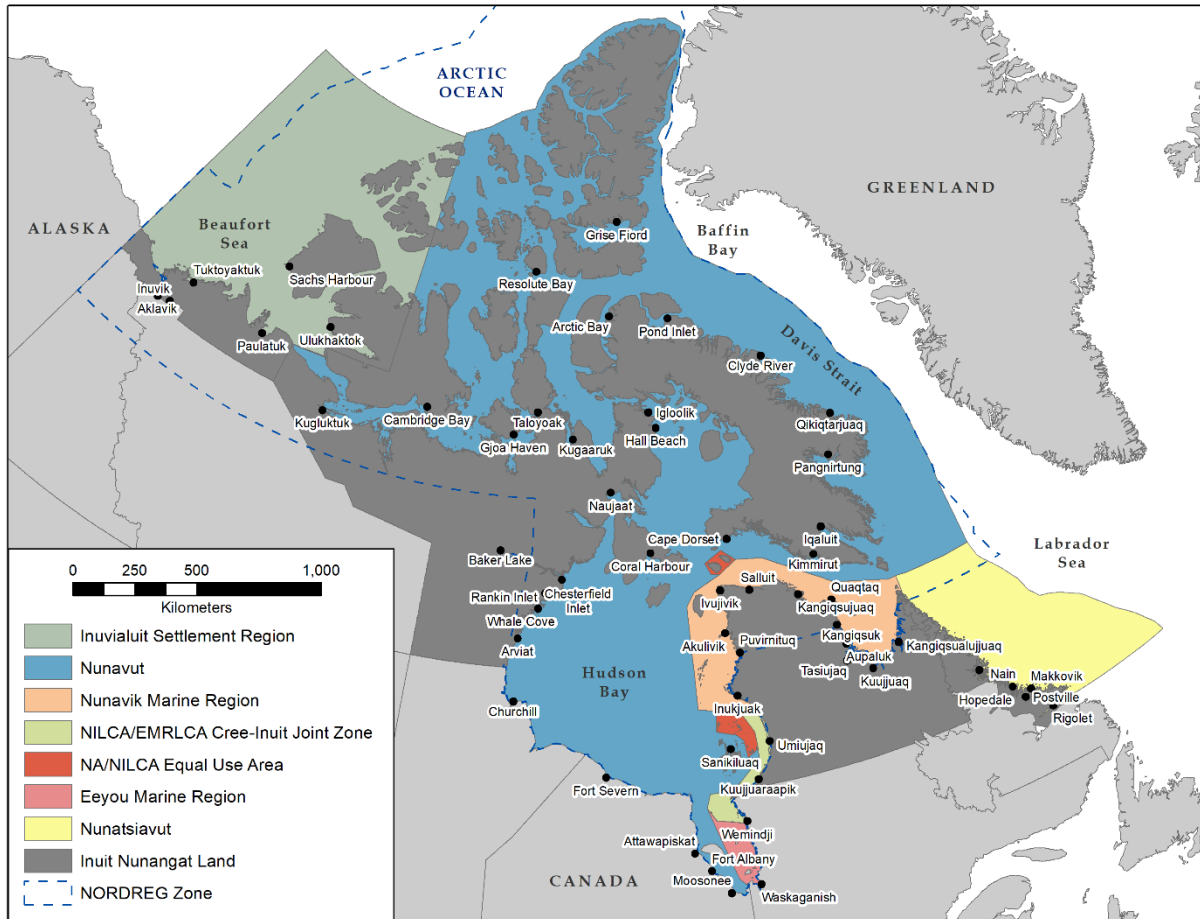 ARCTIC
OCEAN
GREENLAND
ALASKA
Beaufort
Sea
Baffin
Bay
Grise Fiord
Tuktoyaktuk
Inuvik
Aklavik
Sachs Harbour
Resolute Bay
Ulukhaktok
Paulatuk
Arctic Bay
Pond Inlet
Davis Strait
Clyde River
Kugluktuk
Cambridge Bay
Taloyoak
Gjoa Haven
Kugaaruk
Igloolik
Hall Beach
Qikiqtarjuaq
Pangnirtung
Naujaat
Baker Lake
Cape Dorset
Coral Harbour
Iqaluit
Kimmirut
Labrador
Sea
Rankin Inlet
Chesterfield
Inlet
Whale Cove
Arviat
Salluit
Ivujivik
Quaqtaq
Kangiqsujuaq
Akulivik
Puvirnituq
Kangiqsuk
Kangiqsualujjuaq
Aupaluk
Tasiujaq
Kuujjuaq
Hudson
Bay
Churchill
Inukjuak
Nain
Makkovik
Hopedale
Postville
Rigolet
Umiujaq
Sanikiluaq
Fort Severn
Kuujjuaraapik
Wemindji
Attawapiskat
Fort Albany
Moosonee
Waskaganish
CANADA
0 250 500 1,000
Kilometers
Inuvialuit Settlement Region
Nunavut
Nunavik Marine Region
NILCA/EMRLCA Cree-Inuit Joint Zone
NA/NILCA Equal Use Area
Eeyou Marine Region
Nunatsiavut
Inuit Nunangat Land
NORDREG Zone